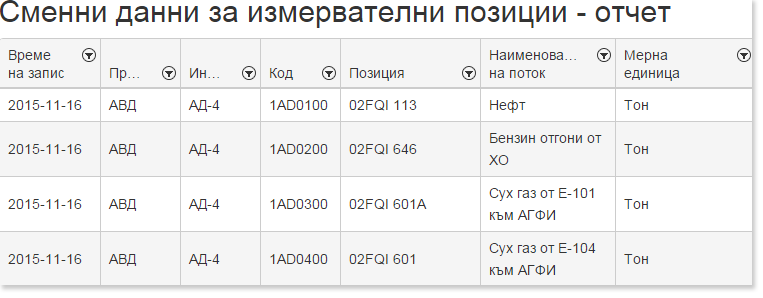 Сменни данни за измервателни позиции - отчет
Време на запис Пр... Ин... Код Позиция Наименова... на поток Мерна единица
2015-11-16 АВД АД-4 1AD0100 02FQI 113 Нефт Тон
2015-11-16 АВД АД-4 1AD0200 02FQI 646 Бензин отгони от ХО Тон
2015-11-16 АВД АД-4 1AD0300 02FQI 601A Сух газ от Е-101 към АГФИ Тон
2015-11-16 АВД АД-4 1AD0400 02FQI 601 Сух газ от Е-104 към АГФИ Тон